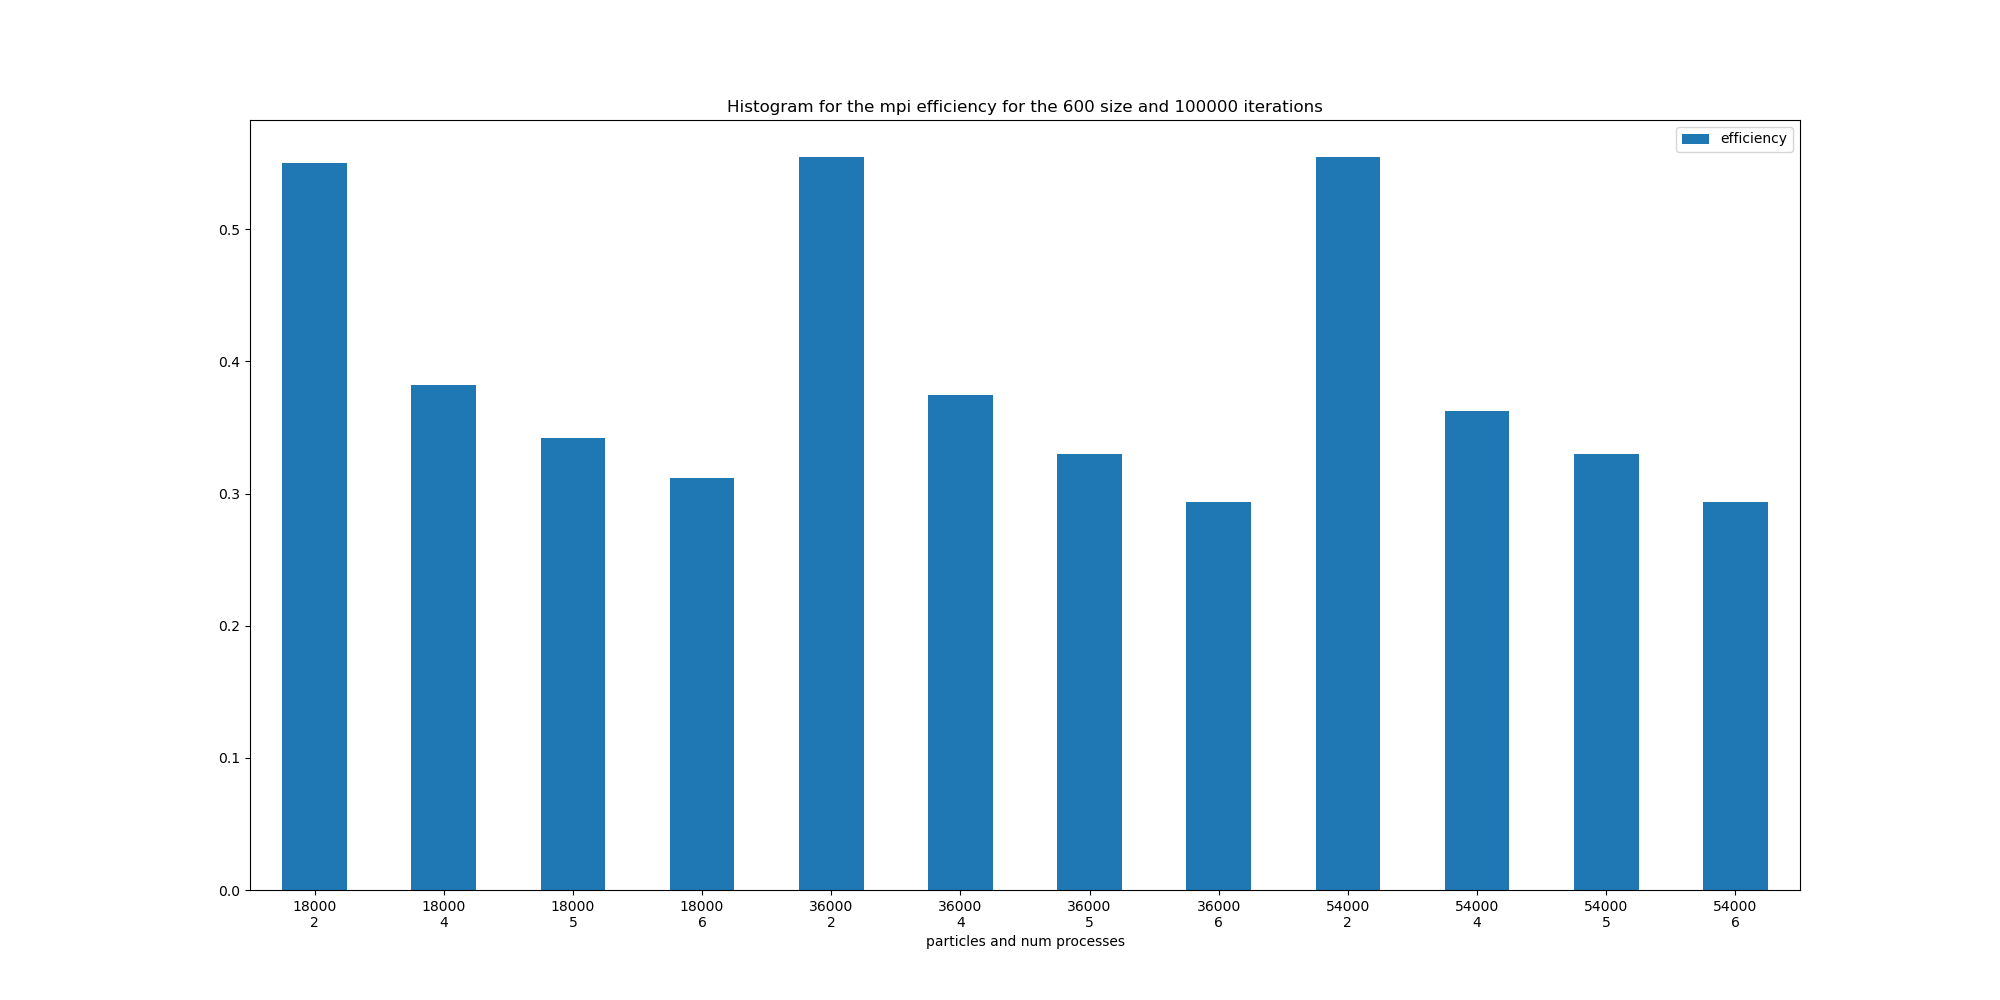 Histogram for the mpi efficiency for the 600 size and 100000 iterations
efficiency
0.5
0.4
0.3
0.2
0.1
0.0
18000 18000 18000 18000 36000 36000 36000 36000 54000 54000 54000 54000
2 4 5 6 2 4 5 6 2 4 5 6
particles and num processes